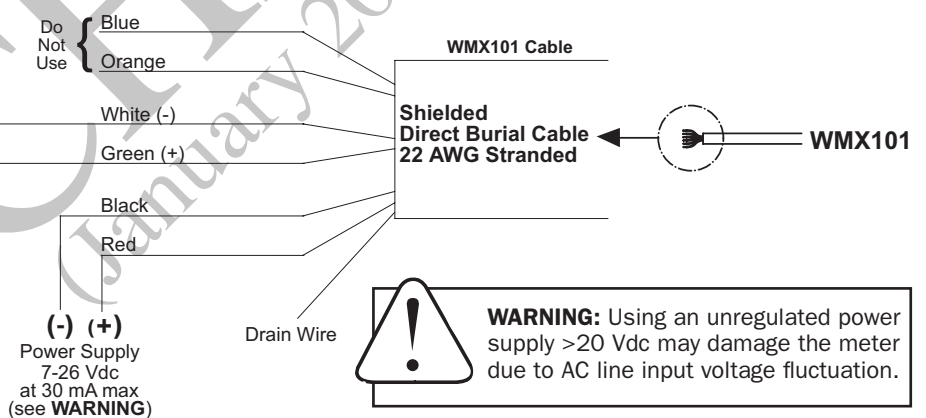 Do
Not
Use
Blue
Orange
White (-)
Green (+)
Black
Red
(-) (+)
Power Supply
7-26 Vdc
at 30 mA max
(see WARNING)
Drain Wire
WMX101 Cable
Shielded
Direct Burial Cable
22 AWG Stranded
WMX101
WARNING: Using an unregulated power
supply >20 Vdc may damage the meter
due to AC line input voltage fluctuation.
(January 20